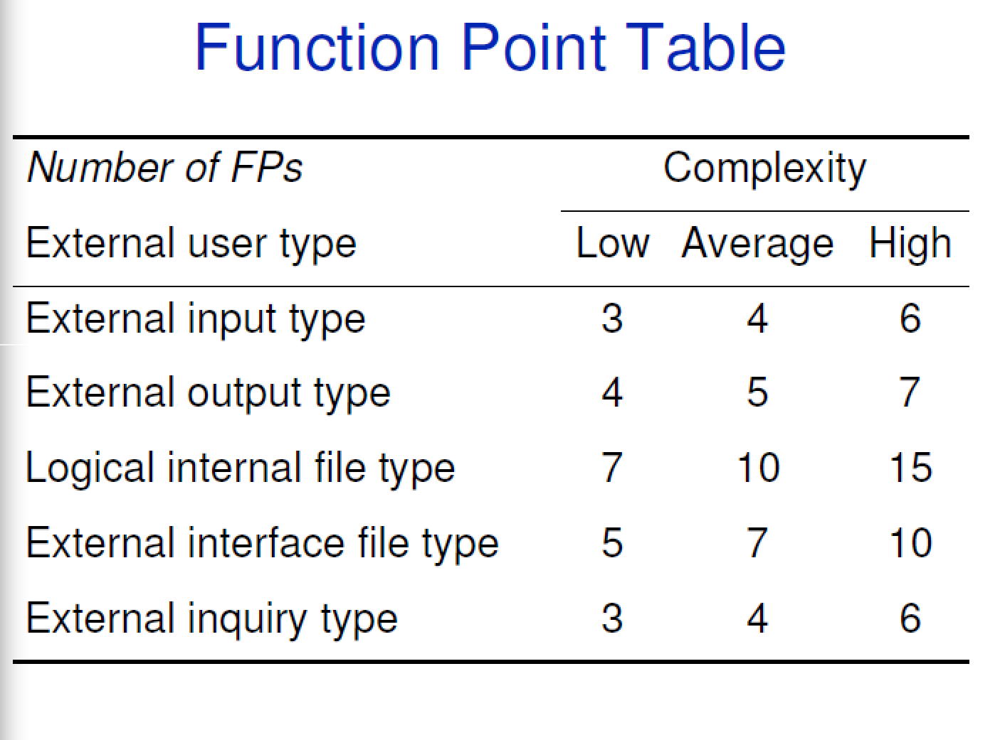 Function Point Table
Number of FPs Complexity
External user type Low Average High
External input type 3 4 6
External output type 4 5 7
Logical internal file type 7 10 15
External interface file type 5 7 10
External inquiry type 3 4 6